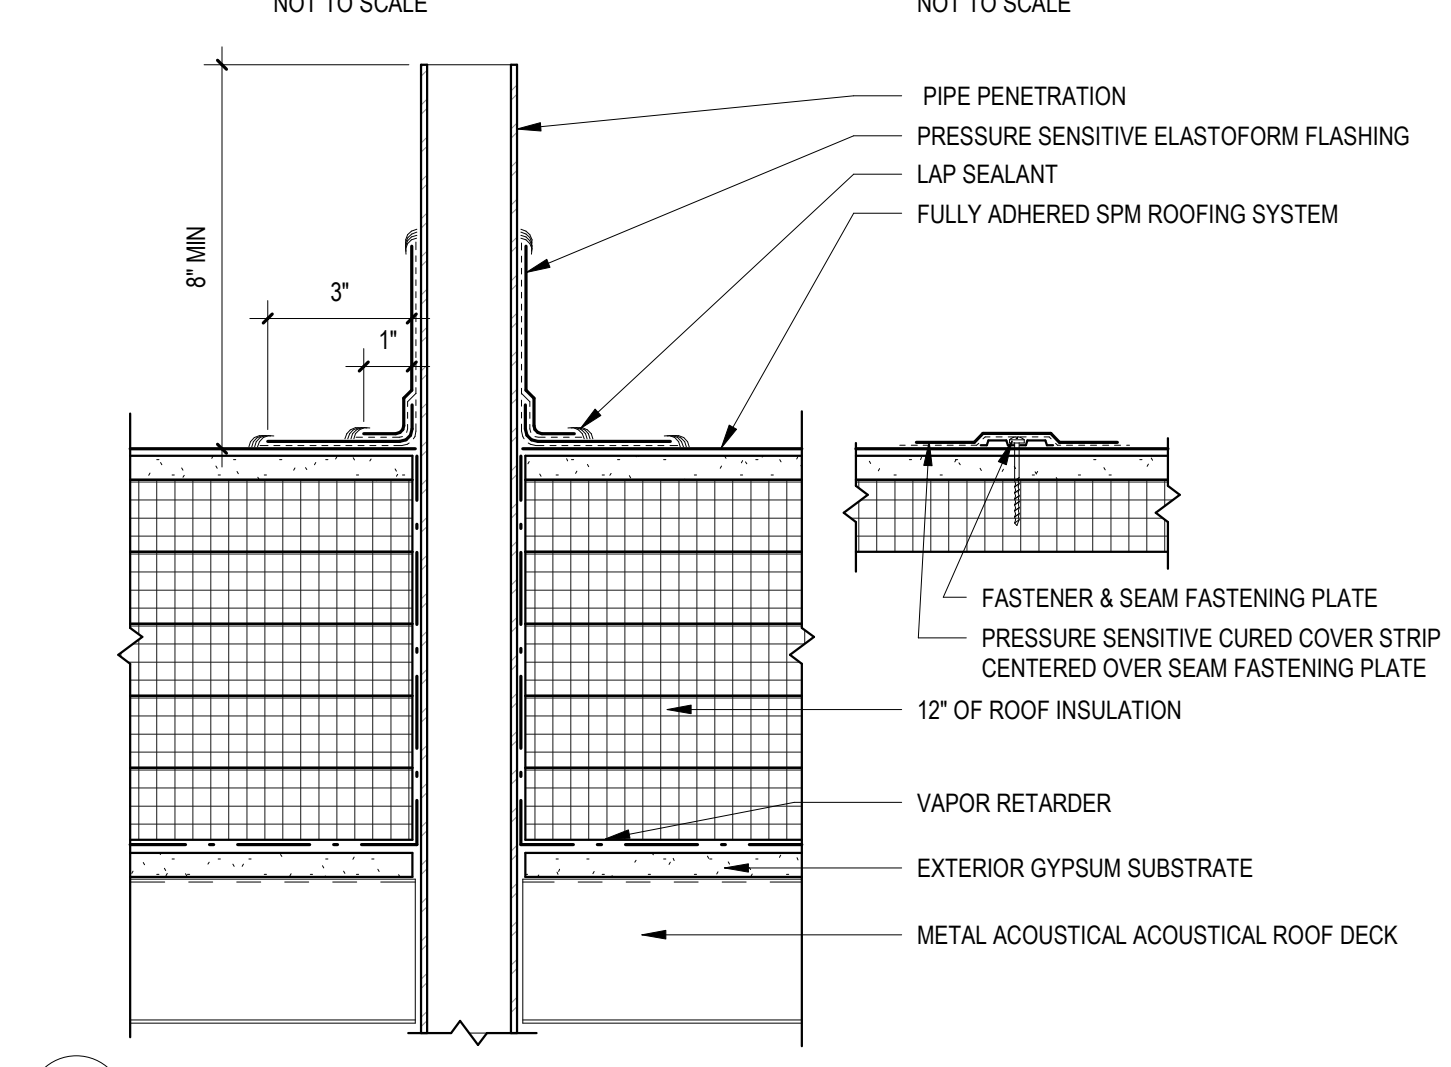 NOT TO SCALE
NOT TO SCALE
PIPE PENETRATION
PRESSURE SENSITIVE ELASTOFORM FLASHING
LAP SEALANT
FULLY ADHERED SPM ROOFING SYSTEM
8" MIN
3"
1"
FASTENER & SEAM FASTENING PLATE
PRESSURE SENSITIVE CURED COVER STRIP
CENTERED OVER SEAM FASTENING PLATE
12" OF ROOF INSULATION
VAPOR RETARDER
EXTERIOR GYPSUM SUBSTRATE
METAL ACOUSTICAL ACOUSTICAL ROOF DECK